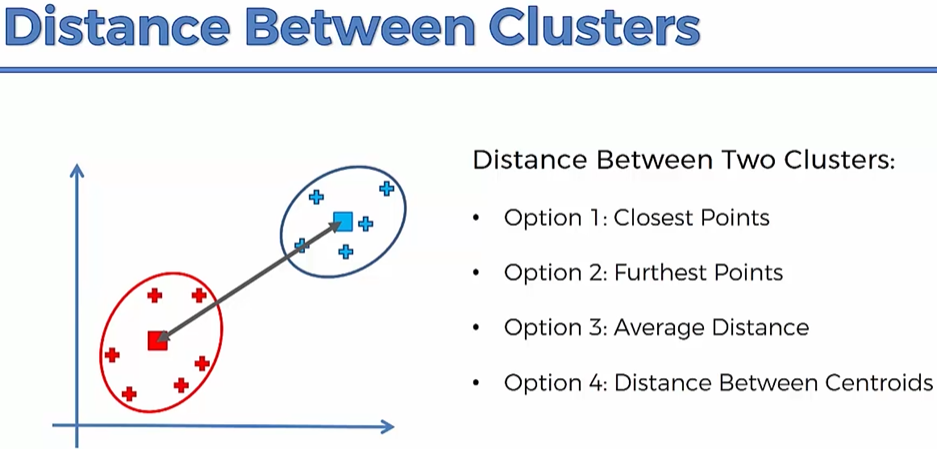 Distance Between Clusters
Distance Between Two Clusters:
• Option 1: Closest Points
• Option 2: Furthest Points
• Option 3: Average Distance
• Option 4: Distance Between Centroids